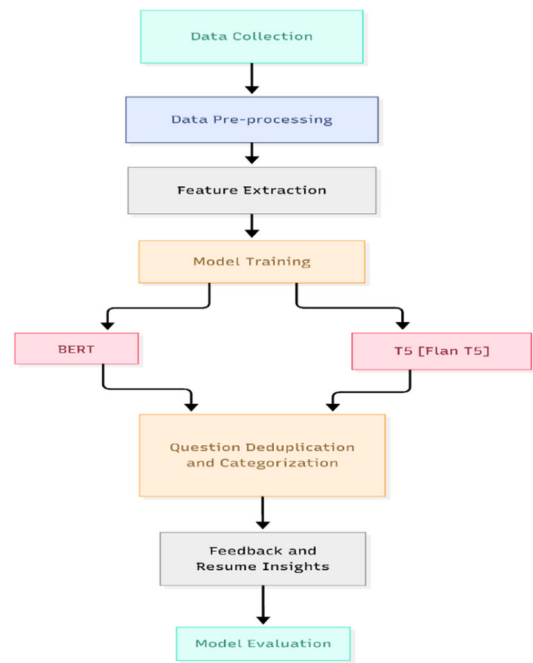 Data Collection
Data Pre-processing
Feature Extraction
Model Training
BERT
T5 [Flan T5]
Question Deduplication
and Categorization
Feedback and
Resume Insights
Model Evaluation